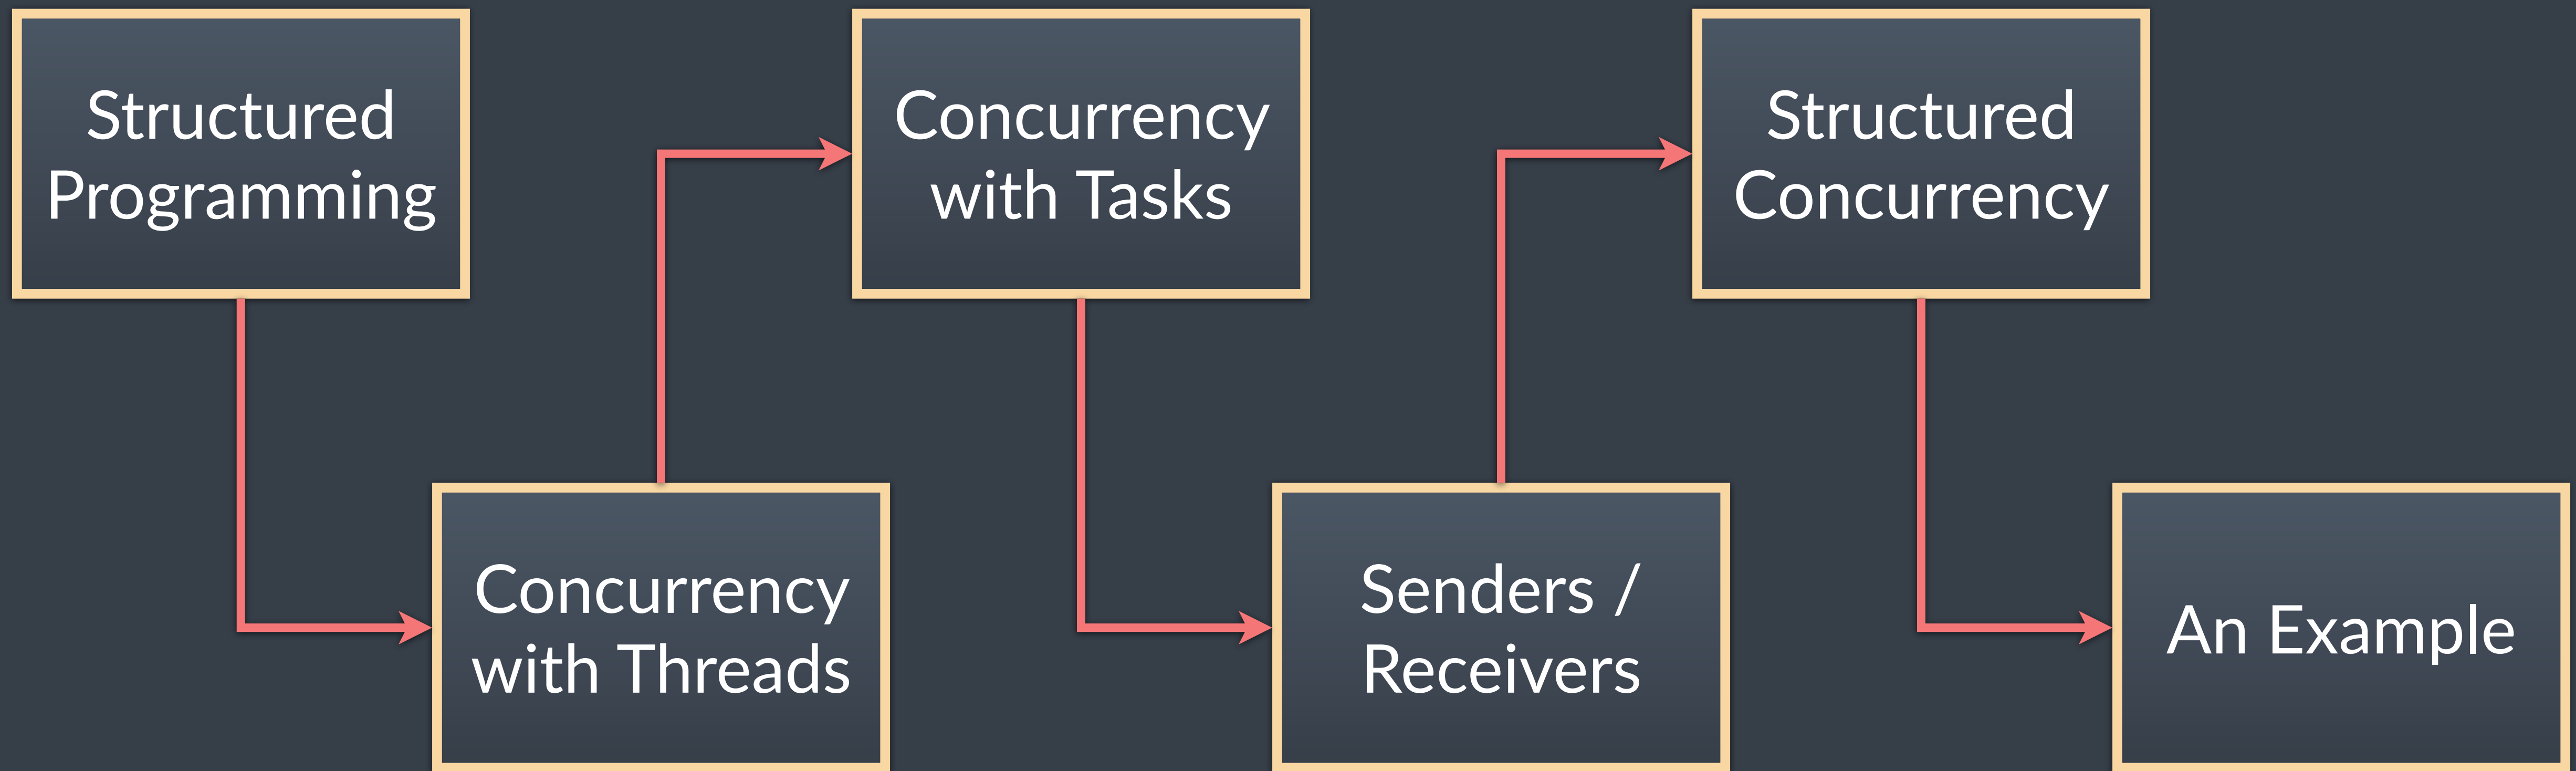 Structured
Programming
Concurrency
with Threads
Concurrency
with Tasks
Senders /
Receivers
Structured
Concurrency
An Example